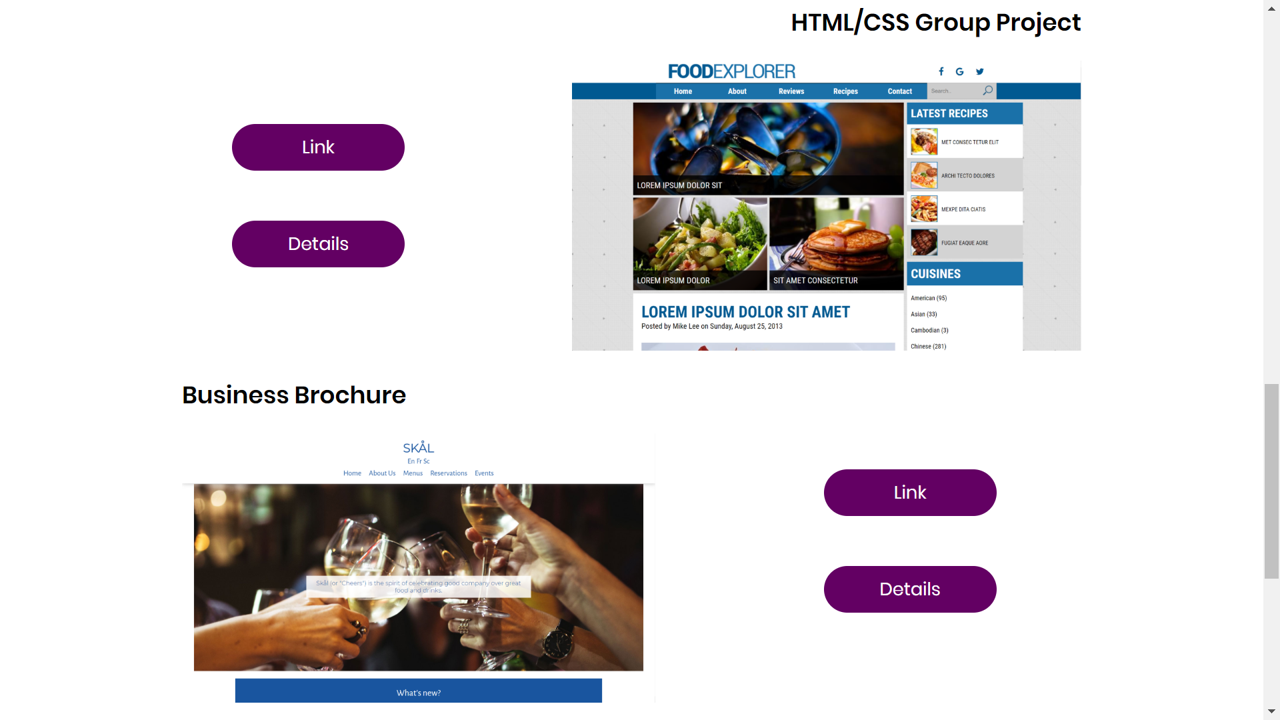 HTML/CSS Group Project
Link
Details
FOODEXPLORER
Home About Reviews Recipes Contact Search..
LOREM IPSUM DOLOR SIT
LOREM IPSUM DOLOR
SIT AMET CONSECTETUR
LOREM IPSUM DOLOR SIT AMET
Posted by Mike Lee on Sunday, August 25, 2013
LATEST RECIPES
MET CONSEC TETUR ELIT
ARCHI TECTO DOLORES
MEXPE DITA CIATIS
FUGIAT EAQUE AORE
CUISINES
American (95)
Asian (33)
Cambodian (3)
Chinese (281)
Business Brochure
SKÅL
En Fr Sc
Home About Us Menus Reservations Events
Skål (or "Cheers") is the spirit of celebrating good company over great
food and drinks.
What's new?
Link
Details